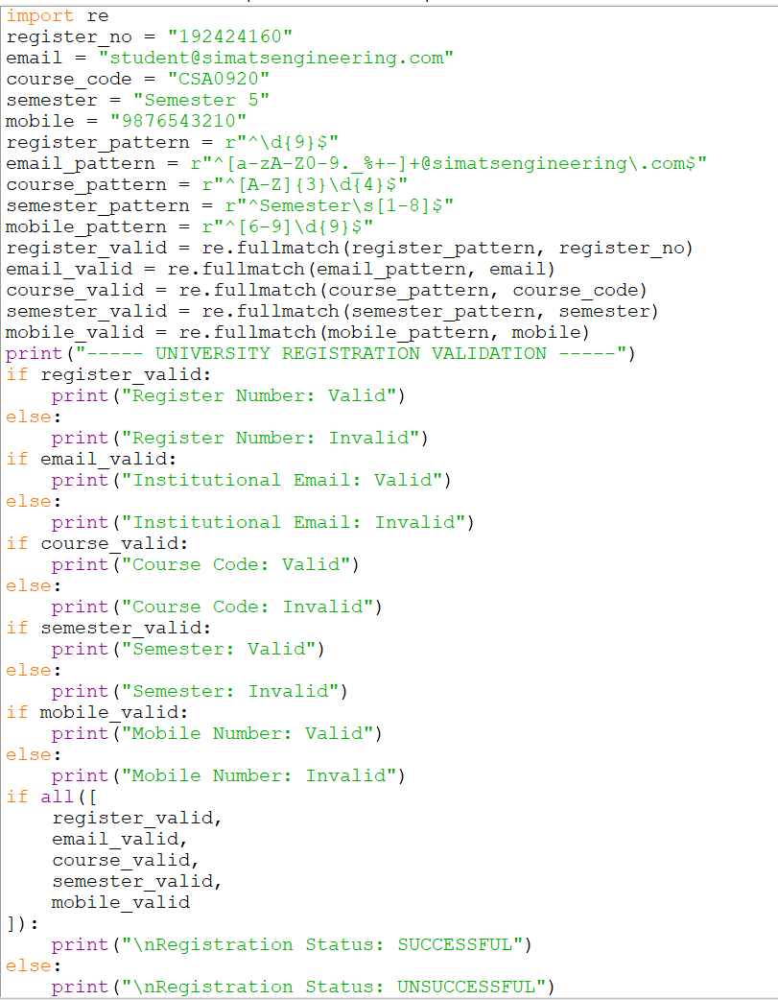 import re
register_no = "192424160"
email = "student@simatsengineering.com"
course_code = "CSA0920"
semester = "Semester 5"
mobile = "9876543210"
register_pattern = r"^\d{9}$"
email_pattern = r"^[a-zA-Z0-9._%+-]+@simatsengineering\.com$"
course_pattern = r"^[A-Z]{3}\d{4}$"
semester_pattern = r"^Semester\s[1-8]$"
mobile_pattern = r"^[6-9]\d{9}$"
register_valid = re.fullmatch(register_pattern, register_no)
email_valid = re.fullmatch(email_pattern, email)
course_valid = re.fullmatch(course_pattern, course_code)
semester_valid = re.fullmatch(semester_pattern, semester)
mobile_valid = re.fullmatch(mobile_pattern, mobile)
print("----- UNIVERSITY REGISTRATION VALIDATION -----")
if register_valid:
    print("Register Number: Valid")
else:
    print("Register Number: Invalid")
if email_valid:
    print("Institutional Email: Valid")
else:
    print("Institutional Email: Invalid")
if course_valid:
    print("Course Code: Valid")
else:
    print("Course Code: Invalid")
if semester_valid:
    print("Semester: Valid")
else:
    print("Semester: Invalid")
if mobile_valid:
    print("Mobile Number: Valid")
else:
    print("Mobile Number: Invalid")
if all([
    register_valid,
    email_valid,
    course_valid,
    semester_valid,
    mobile_valid
]):
    print("\nRegistration Status: SUCCESSFUL")
else:
    print("\nRegistration Status: UNSUCCESSFUL")